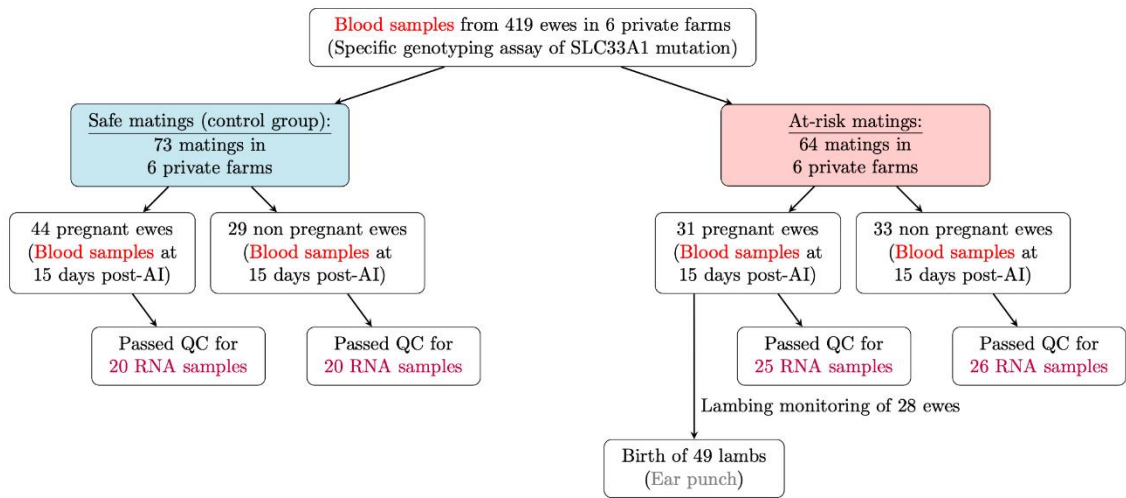 Blood samples from 419 ewes in 6 private farms
(Specific genotyping assay of SLC33A1 mutation)
Safe matings (control group):
73 matings in
6 private farms
At-risk matings:
64 matings in
6 private farms
44 pregnant ewes
(Blood samples at
15 days post-AI)
29 non pregnant ewes
(Blood samples at
15 days post-AI)
31 pregnant ewes
(Blood samples at
15 days post-AI)
33 non pregnant ewes
(Blood samples at
15 days post-AI)
Passed QC for
20 RNA samples
Passed QC for
20 RNA samples
Passed QC for
25 RNA samples
Passed QC for
26 RNA samples
Lambing monitoring of 28 ewes
Birth of 49 lambs
(Ear punch)